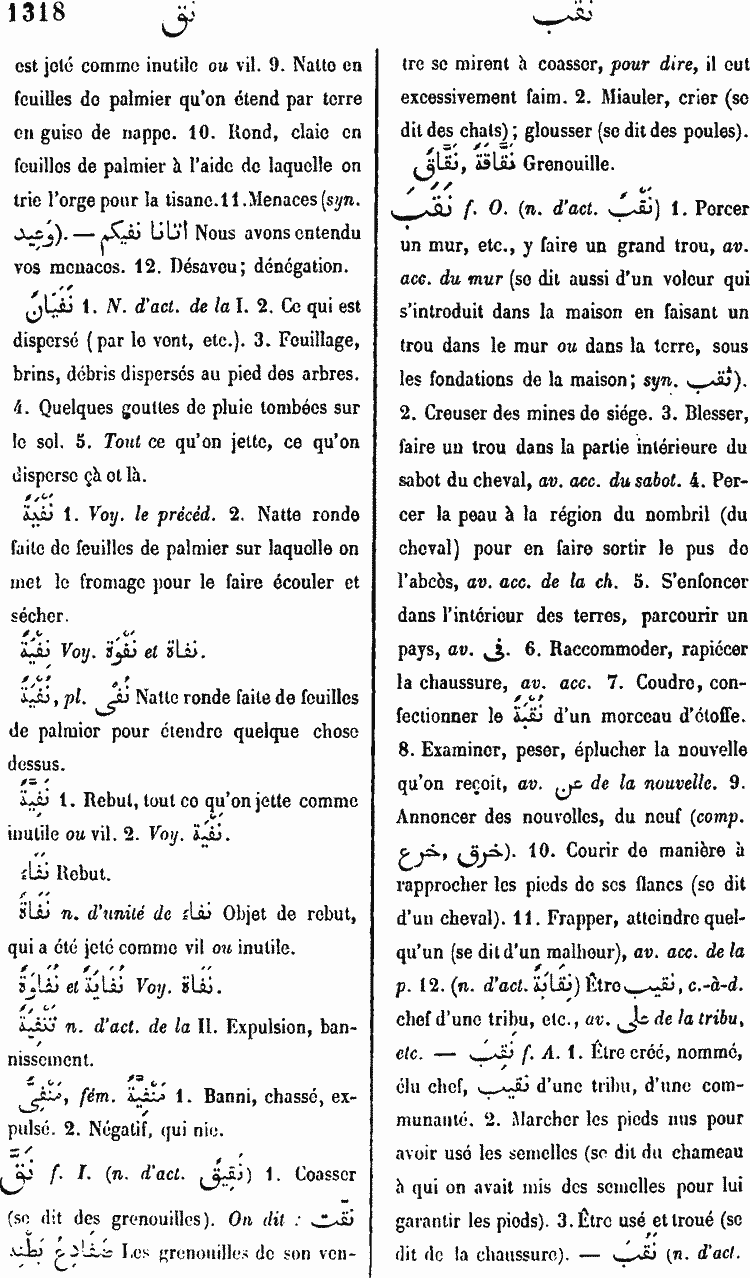 1318 نق نقب
est jeté comme inutile ou vil. 9. Natte en
feuilles de palmier qu'on étend par terre
en guise de nappe. 10. Rond, claie en
feuilles de palmier à l'aide de laquelle on
trie l'orge pour la tisane. 11. Menaces (syn.
وَعِيد). — اتانا نفيكم Nous avons entendu
vos menaces. 12. Désaveu; dénégation.
نَفَيَانٌ 1. N. d'act. de la I. 2. Ce qui est
dispersé (par le vent, etc.). 3. Feuillage,
brins, débris dispersés au pied des arbres.
4. Quelques gouttes de pluie tombées sur
le sol. 5. Tout ce qu'on jette, ce qu'on
disperse çà et là.
نَفِيَةٌ 1. Voy. le précéd. 2. Natte ronde
faite de feuilles de palmier sur laquelle on
met le fromage pour le faire écouler et
sécher.
نَفْيَةٌ Voy. نَفْوَةٌ et نفاة.
نُفْيَةٌ, pl. نُفًى Natte ronde faite de feuilles
de palmier pour étendre quelque chose
dessus.
نَفِيَّةٌ 1. Rebut, tout ce qu'on jette comme
inutile ou vil. 2. Voy. نفْيَة.
نَفَاءٌ Rebut.
نَفَاةٌ n. d'unité de نفاء Objet de rebut,
qui a été jeté comme vil ou inutile.
نُفَاوَةٌ et نُفَايَةٌ Voy. نُفَاة.
تَنْفِيَةٌ n. d'act. de la II. Expulsion, ban-
nissement.
مَنْفِىٌّ, fém. مَنْفِيَّةٌ 1. Banni, chassé, ex-
pulsé. 2. Négatif, qui nie.
نَقَّ f. I. (n. d'act. نَقِيقٌ) 1. Coasser
(se dit des grenouilles). On dit : نقّت
ضَفَادِعُ بَطْنِهِ Les grenouilles de son ven-
tre se mirent à coasser, pour dire, il eut
excessivement faim. 2. Miauler, crier (se
dit des chats); glousser (se dit des poules).
نَقَّاقٌ, نَقَّاقَةٌ Grenouille.
نَقَبَ f. O. (n. d'act. نَقْبٌ) 1. Percer
un mur, etc., y faire un grand trou, av.
acc. du mur (se dit aussi d'un voleur qui
s'introduit dans la maison en faisant un
trou dans le mur ou dans la terre, sous
les fondations de la maison; syn. ثقب).
2. Creuser des mines de siége. 3. Blesser,
faire un trou dans la partie intérieure du
sabot du cheval, av. acc. du sabot. 4. Per-
cer la peau à la région du nombril (du
cheval) pour en faire sortir le pus de
l'abcès, av. acc. de la ch. 5. S'enfoncer
dans l'intérieur des terres, parcourir un
pays, av. فى. 6. Raccommoder, rapiécer
la chaussure, av. acc. 7. Coudre, con-
fectionner le نُقْبَةٌ d'un morceau d'étoffe.
8. Examiner, peser, éplucher la nouvelle
qu'on reçoit, av. عن de la nouvelle. 9.
Annoncer des nouvelles, du neuf (comp.
خرق, خرع). 10. Courir de manière à
rapprocher les pieds de ses flancs (se dit
d'un cheval). 11. Frapper, atteindre quel-
qu'un (se dit d'un malheur), av. acc. de la
p. 12. (n. d'act. نِقَابَةٌ) Être نقيب, c.-à-d.
chef d'une tribu, etc., av. على de la tribu,
etc. — نَقِبَ f. A. 1. Être créé, nommé,
élu chef, نقيب d'une tribu, d'une com-
munauté. 2. Marcher les pieds nus pour
avoir usé les semelles (se dit du chameau
à qui on avait mis des semelles pour lui
garantir les pieds). 3. Être usé et troué (se
dit de la chaussure). — نَقُبَ (n. d'act.